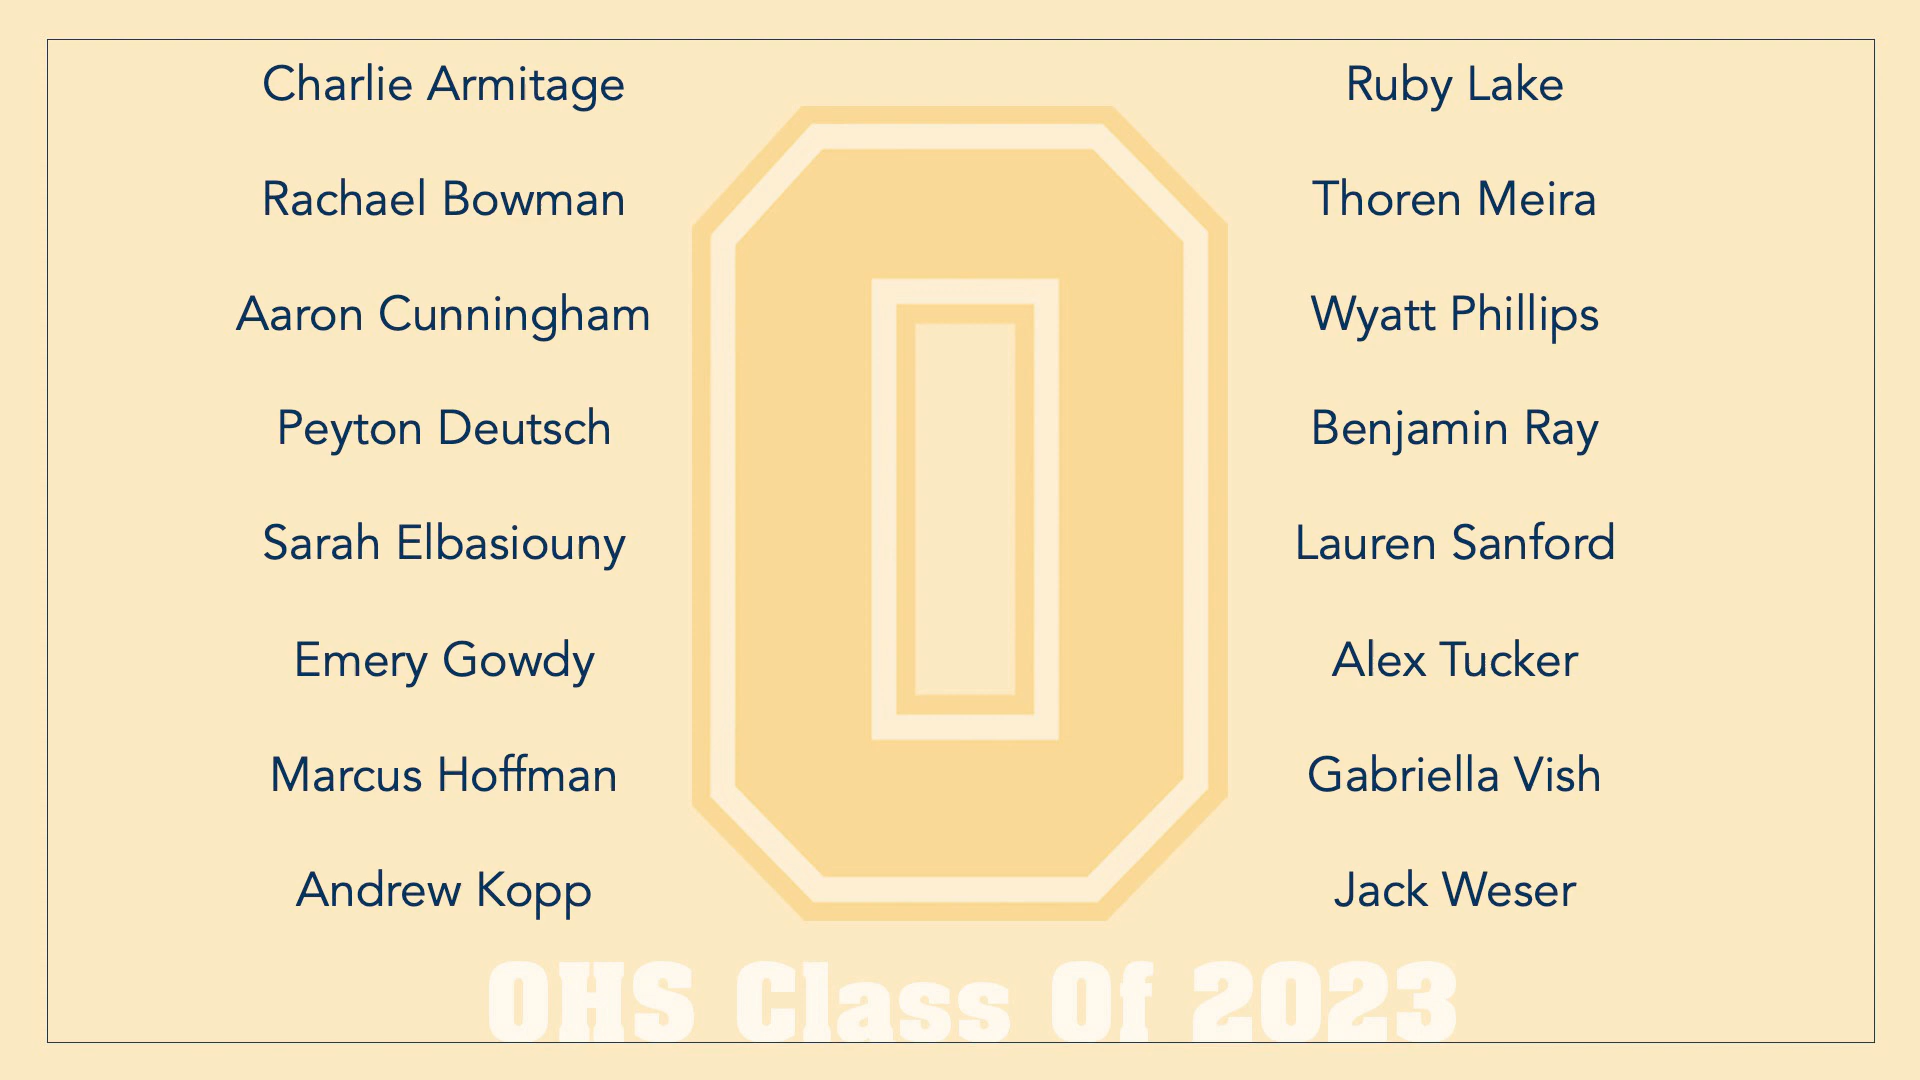 Charlie Armitage
Rachael Bowman
Aaron Cunningham
Peyton Deutsch
Sarah Elbasiouny
Emery Gowdy
Marcus Hoffman
Andrew Kopp
Ruby Lake
Thoren Meira
Wyatt Phillips
Benjamin Ray
Lauren Sanford
Alex Tucker
Gabriella Vish
Jack Weser
O
OHS Class Of 2023